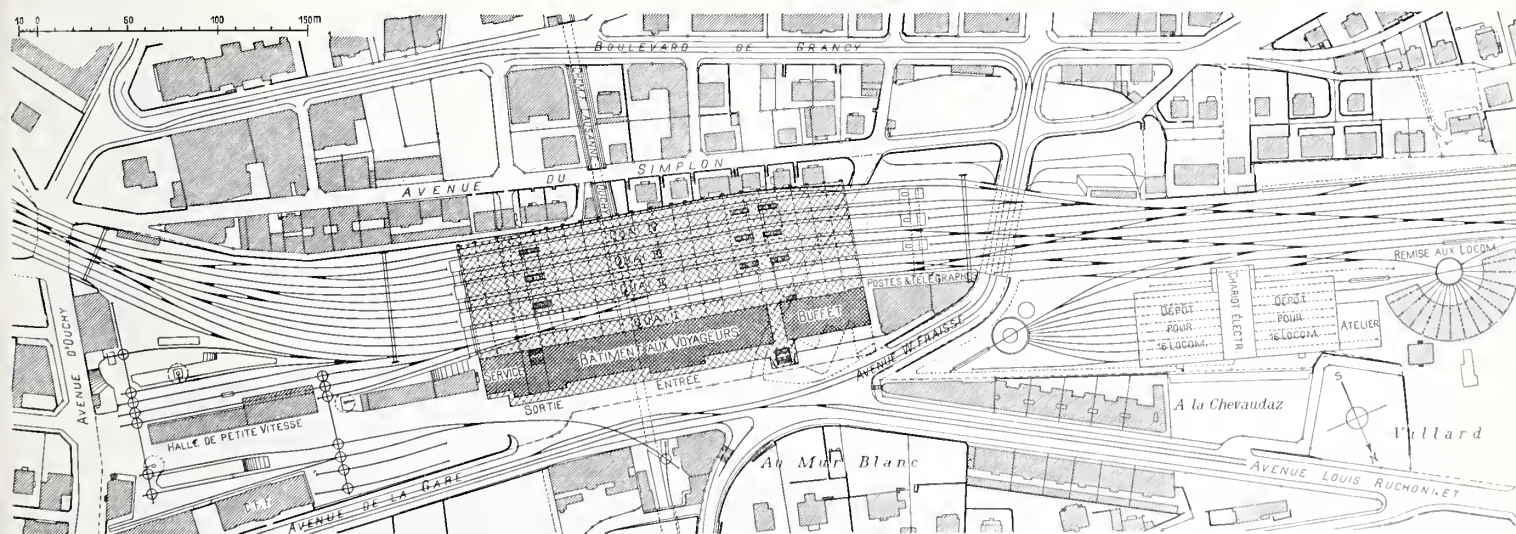 10 0 50 100 150m
BOULEVARD DE GRANCY
AVENUE DU SIMPLON
QUAI IV
QUAI III
QUAI II
QUAI I
POSTES & TÉLÉGRAPHES
BUFFET
BÂTIMENT AUX VOYAGEURS
SERVICE
ENTRÉE
SORTIE
AVENUE W. FRAISSE
AVENUE D'OUCHY
HALLE DE PETITE VITESSE
C.F.F.
AVENUE DE LA GARE
REMISE AUX LOCOM.
DÉPÔT
POUR
16 LOCOM.
CHARIOT ÉLECTR.
DÉPÔT
POUR
16 LOCOM.
ATELIER
A la Chevaudaz
S
N
Vullard
Au Mur Blanc
AVENUE LOUIS RUCHONNET